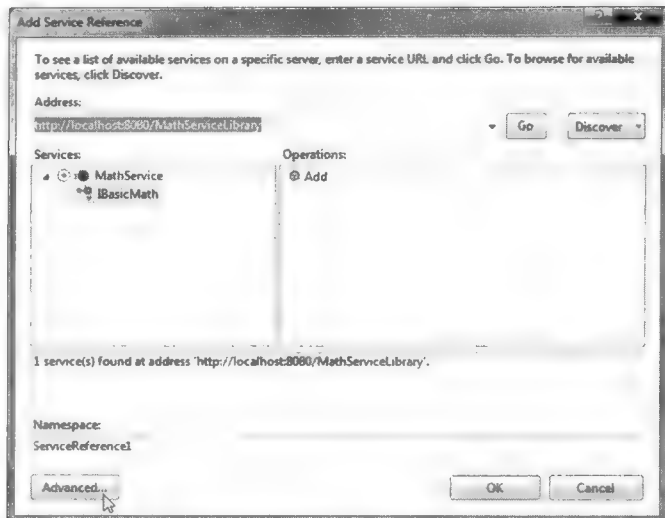 Add Service Reference
? X
To see a list of available services on a specific server, enter a service URL and click Go. To browse for available
services, click Discover.
Address:
http://localhost:8080/MathServiceLibrary
Go
Discover
Services:
Operations:
MathService
IBasicMath
Add
1 service(s) found at address 'http://localhost:8080/MathServiceLibrary'.
Namespace:
ServiceReference1
Advanced...
OK
Cancel